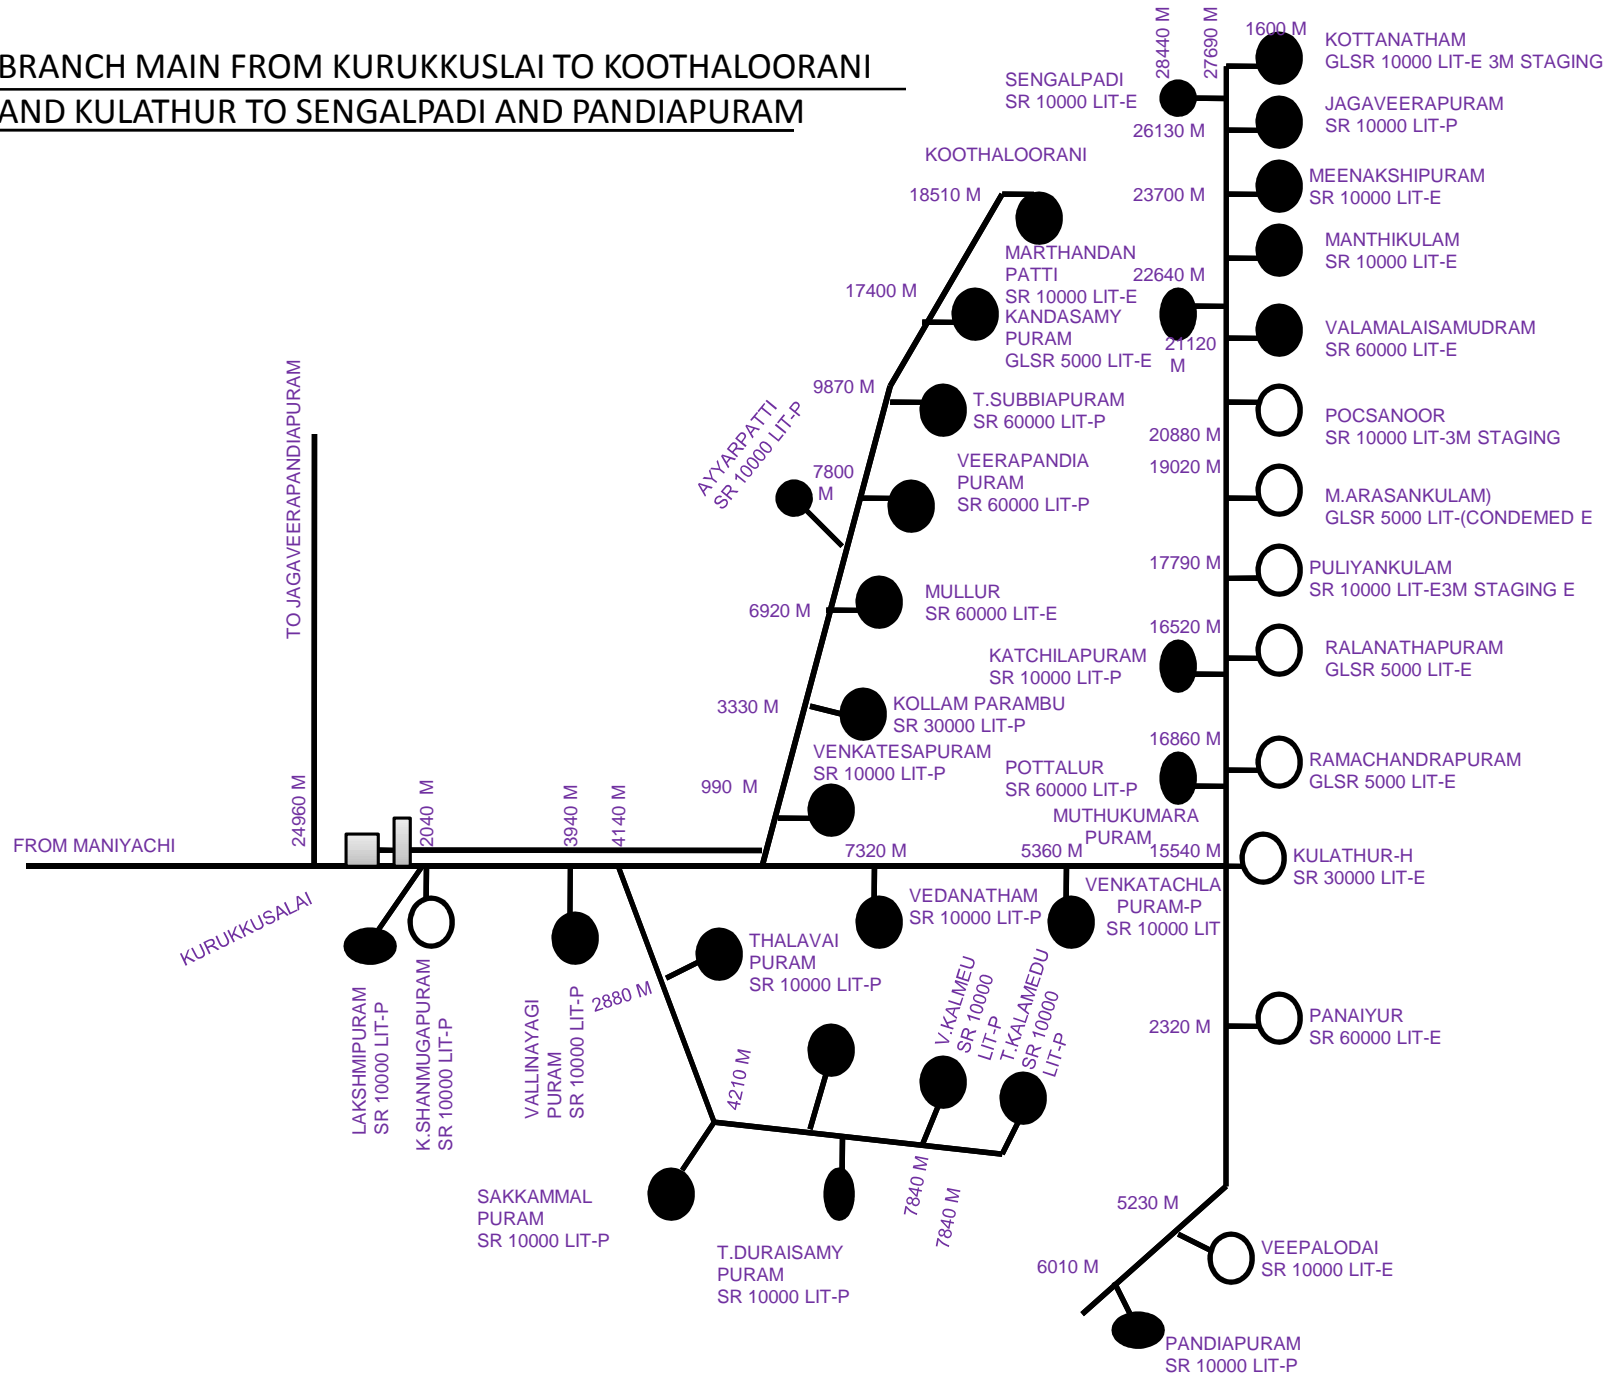 BRANCH MAIN FROM KURUKKUSLAI TO KOOTHALOORANI
AND KULATHUR TO SENGALPADI AND PANDIAPURAM
28440 M
27690 M
1600 M
KOTTANATHAM
GLSR 10000 LIT-E 3M STAGING
SENGALPADI
SR 10000 LIT-E
JAGAVEERAPURAM
SR 10000 LIT-P
26130 M
KOOTHALOORANI
18510 M
23700 M
MEENAKSHIPURAM
SR 10000 LIT-E
MANTHIKULAM
SR 10000 LIT-E
MARTHANDAN
PATTI
SR 10000 LIT-E
22640 M
17400 M
KANDASAMY
PURAM
GLSR 5000 LIT-E
21120
M
VALAMALAISAMUDRAM
SR 60000 LIT-E
9870 M
T.SUBBIAPURAM
SR 60000 LIT-P
POCSANOOR
SR 10000 LIT-3M STAGING
20880 M
AYYARPATTI
SR 10000 LIT-P
7800
M
VEERAPANDIA
PURAM
SR 60000 LIT-P
19020 M
M.ARASANKULAM)
GLSR 5000 LIT-(CONDEMED E
17790 M
PULIYANKULAM
SR 10000 LIT-E3M STAGING E
TO JAGAVEERAPANDIAPURAM
6920 M
MULLUR
SR 60000 LIT-E
16520 M
KATCHILAPURAM
SR 10000 LIT-P
RALANATHAPURAM
GLSR 5000 LIT-E
3330 M
KOLLAM PARAMBU
SR 30000 LIT-P
16860 M
VENKATESAPURAM
SR 10000 LIT-P
POTTALUR
SR 60000 LIT-P
RAMACHANDRAPURAM
GLSR 5000 LIT-E
990 M
24960 M
2040 M
3940 M
4140 M
MUTHUKUMARA
PURAM
FROM MANIYACHI
7320 M
5360 M
15540 M
KULATHUR-H
SR 30000 LIT-E
KURUKKUSALAI
VEDANATHAM
SR 10000 LIT-P
VENKATACHLA
PURAM-P
SR 10000 LIT
THALAVAI
PURAM
SR 10000 LIT-P
2880 M
LAKSHMIPURAM
SR 10000 LIT-P
K.SHANMUGAPURAM
SR 10000 LIT-P
VALLINAYAGI
PURAM
SR 10000 LIT-P
V.KALMEU
SR 10000
LIT-P
T.KALAMEDU
SR 10000
LIT-P
2320 M
PANAIYUR
SR 60000 LIT-E
4210 M
7840 M
7840 M
SAKKAMMAL
PURAM
SR 10000 LIT-P
T.DURAISAMY
PURAM
SR 10000 LIT-P
5230 M
VEEPALODAI
SR 10000 LIT-E
6010 M
PANDIAPURAM
SR 10000 LIT-P